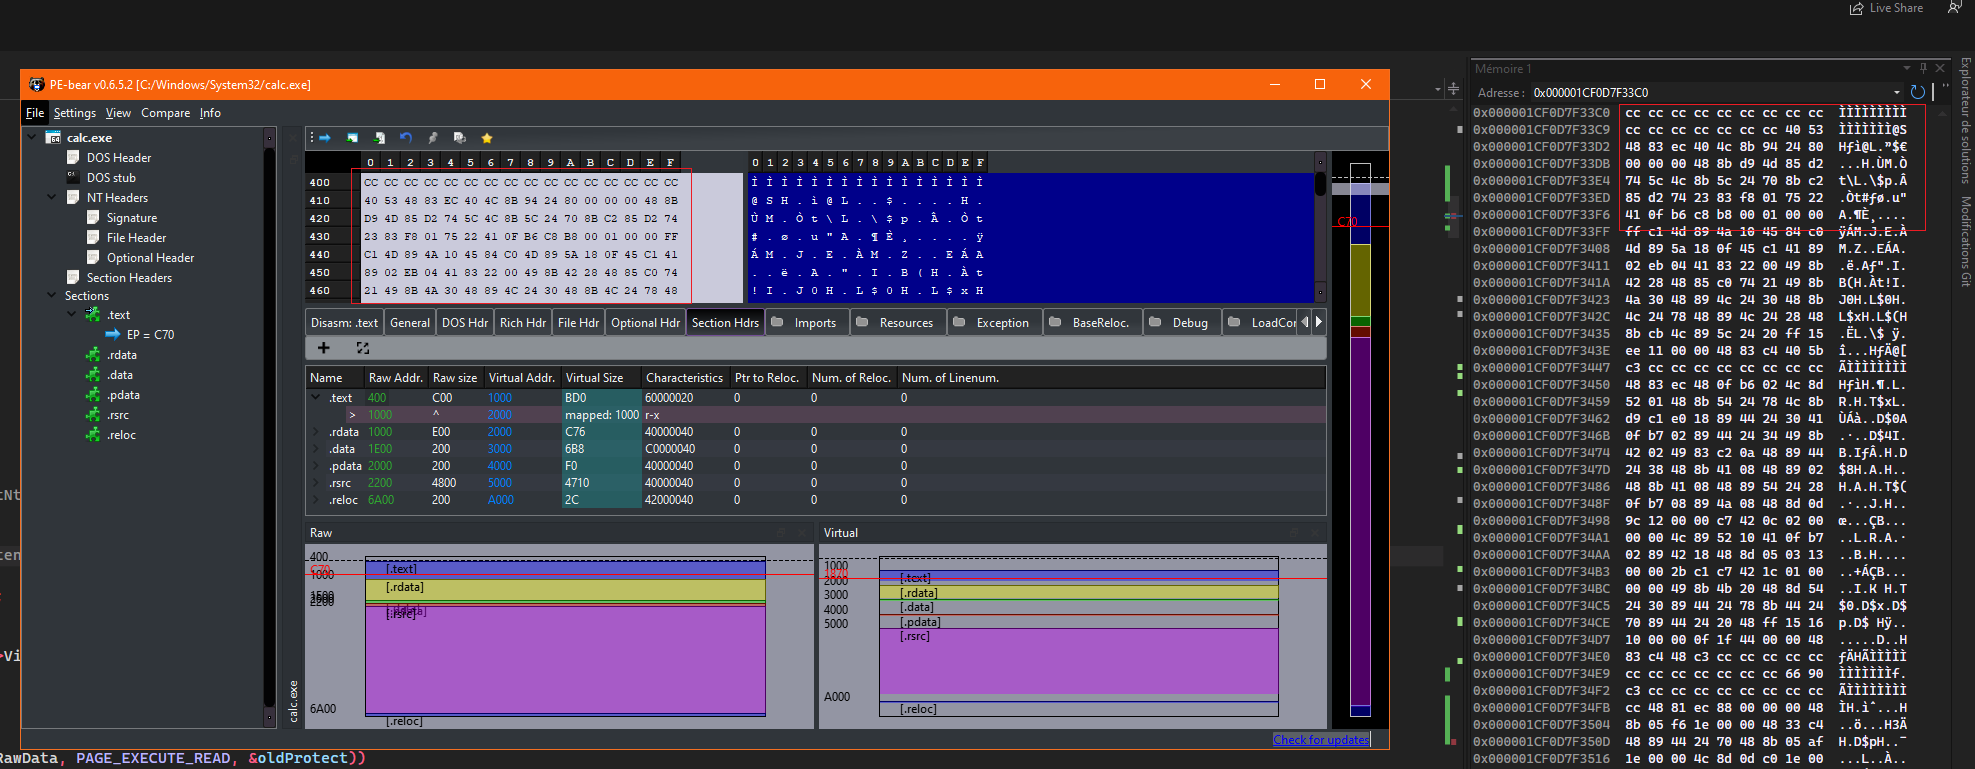 Live Share
PE-bear v0.6.5.2 [C:/Windows/System32/calc.exe]
File Settings View Compare Info
calc.exe
DOS Header
DOS stub
NT Headers
Signature
File Header
Optional Header
Section Headers
Sections
.text
EP = C70
.rdata
.data
.pdata
.rsrc
.reloc
calc.exe
0 1 2 3 4 5 6 7 8 9 A B C D E F
400 CC CC CC CC CC CC CC CC CC CC CC CC CC CC CC CC
410 40 53 48 83 EC 40 4C 8B 94 24 80 00 00 00 48 8B
420 D9 4D 85 D2 74 5C 4C 8B 5C 24 70 8B C2 85 D2 74
430 23 83 F8 01 75 22 41 0F B6 C8 B8 00 01 00 00 FF
440 C1 4D 89 4A 10 45 84 C0 4D 89 5A 18 0F 45 C1 41
450 89 02 EB 04 41 83 22 00 49 8B 42 28 48 85 C0 74
460 21 49 8B 4A 30 48 89 4C 24 30 48 8B 4C 24 78 48
0 1 2 3 4 5 6 7 8 9 A B C D E F
Ì Ì Ì Ì Ì Ì Ì Ì Ì Ì Ì Ì Ì Ì Ì Ì
@ S H . ì @ L . . $ . . . . H .
Ù M . Ò t \ L . \ $ p . Â . Ò t
# . ø . u " A . ¶ È ¸ . . . . ÿ
Á M . J . E . À M . Z . . E Á A
. . ë . A . " . I . B ( H . À t
! I . J 0 H . L $ 0 H . L $ x H
C70
Disasm: .text General DOS Hdr Rich Hdr File Hdr Optional Hdr Section Hdrs Imports Resources Exception BaseReloc. Debug LoadCon
Name Raw Addr. Raw size Virtual Addr. Virtual Size Characteristics Ptr to Reloc. Num. of Reloc. Num. of Linenum.
.text 400 C00 1000 BD0 60000020 0 0 0
> 1000 ^ 2000 mapped: 1000 r-x
.rdata 1000 E00 2000 C76 40000040 0 0 0
.data 1E00 200 3000 6B8 C0000040 0 0 0
.pdata 2000 200 4000 F0 40000040 0 0 0
.rsrc 2200 4800 5000 4710 40000040 0 0 0
.reloc 6A00 200 A000 2C 42000040 0 0 0
Raw
400
C70
1000
2200
6A00
[.text]
[.rdata]
[.rsrc]
[.reloc]
Virtual
1000
1870
2000
3000
4000
5000
A000
[.text]
[.rdata]
[.data]
[.pdata]
[.rsrc]
[.reloc]
Check for updates
RawData, PAGE_EXECUTE_READ, &oldProtect))
Mémoire 1
Adresse : 0x000001CF0D7F33C0
0x000001CF0D7F33C0 cc cc cc cc cc cc cc cc cc ÌÌÌÌÌÌÌÌÌ
0x000001CF0D7F33C9 cc cc cc cc cc cc cc 40 53 ÌÌÌÌÌÌÌ@S
0x000001CF0D7F33D2 48 83 ec 40 4c 8b 94 24 80 Hƒì@L.”$€
0x000001CF0D7F33DB 00 00 00 48 8b d9 4d 85 d2 ...H.ÙM.Ò
0x000001CF0D7F33E4 74 5c 4c 8b 5c 24 70 8b c2 t\L.\$p.Â
0x000001CF0D7F33ED 85 d2 74 23 83 f8 01 75 22 .Òt#ƒø.u"
0x000001CF0D7F33F6 41 0f b6 c8 b8 00 01 00 00 A.¶È¸....
0x000001CF0D7F33FF ff c1 4d 89 4a 10 45 84 c0 ÿÁM.J.E.À
0x000001CF0D7F3408 4d 89 5a 18 0f 45 c1 41 89 M.Z..EÁA.
0x000001CF0D7F3411 02 eb 04 41 83 22 00 49 8b .ë.Aƒ".I.
0x000001CF0D7F341A 42 28 48 85 c0 74 21 49 8b B(H.Àt!I.
0x000001CF0D7F3423 4a 30 48 89 4c 24 30 48 8b J0H.L$0H.
0x000001CF0D7F342C 4c 24 78 48 89 4c 24 28 48 L$xH.L$(H
0x000001CF0D7F3435 8b cb 4c 89 5c 24 20 ff 15 .ËL.\$ ÿ.
0x000001CF0D7F343E ee 11 00 00 48 83 c4 40 5b î...HƒÄ@[
0x000001CF0D7F3447 c3 cc cc cc cc cc cc cc cc ÃÌÌÌÌÌÌÌÌ
0x000001CF0D7F3450 48 83 ec 48 0f b6 02 4c 8d HƒìH.¶.L.
0x000001CF0D7F3459 52 01 48 8b 54 24 78 4c 8b R.H.T$xL.
0x000001CF0D7F3462 d9 c1 e0 18 89 44 24 30 41 ÙÁà..D$0A
0x000001CF0D7F346B 0f b7 02 89 44 24 34 49 8b .·..D$4I.
0x000001CF0D7F3474 42 02 49 83 c2 0a 48 89 44 B.IƒÂ.H.D
0x000001CF0D7F347D 24 38 48 8b 41 08 48 89 02 $8H.A.H..
0x000001CF0D7F3486 48 8b 41 08 48 89 54 24 28 H.A.H.T$(
0x000001CF0D7F348F 0f b7 08 89 4a 08 48 8d 0d .·..J.H..
0x000001CF0D7F3498 9c 12 00 00 c7 42 0c 02 00 œ...ÇB...
0x000001CF0D7F34A1 00 00 4c 89 52 10 41 0f b7 ..L.R.A.·
0x000001CF0D7F34AA 02 89 42 18 48 8d 05 03 13 ..B.H....
0x000001CF0D7F34B3 00 00 2b c1 c7 42 1c 01 00 ..+ÁÇB...
0x000001CF0D7F34BC 00 00 49 8b 4b 20 48 8d 54 ..I.K H.T
0x000001CF0D7F34C5 24 30 89 44 24 78 8b 44 24 $0.D$x.D$
0x000001CF0D7F34CE 70 89 44 24 20 48 ff 15 16 p.D$ Hÿ..
0x000001CF0D7F34D7 10 00 00 0f 1f 44 00 00 48 .....D..H
0x000001CF0D7F34E0 83 c4 48 c3 cc cc cc cc cc ƒÄHÃÌÌÌÌÌ
0x000001CF0D7F34E9 cc cc cc cc cc cc cc 66 90 ÌÌÌÌÌÌÌf.
0x000001CF0D7F34F2 c3 cc cc cc cc cc cc cc cc ÃÌÌÌÌÌÌÌÌ
0x000001CF0D7F34FB cc 48 81 ec 88 00 00 00 48 ÌH.ìˆ...H
0x000001CF0D7F3504 8b 05 f6 1e 00 00 48 33 c4 ..ö...H3Ä
0x000001CF0D7F350D 48 89 44 24 70 48 8b 05 af H.D$pH..¯
0x000001CF0D7F3516 1e 00 00 4c 8d 0d c0 1e 00 ...L..À..
Explorateur de solutions
Modifications Git